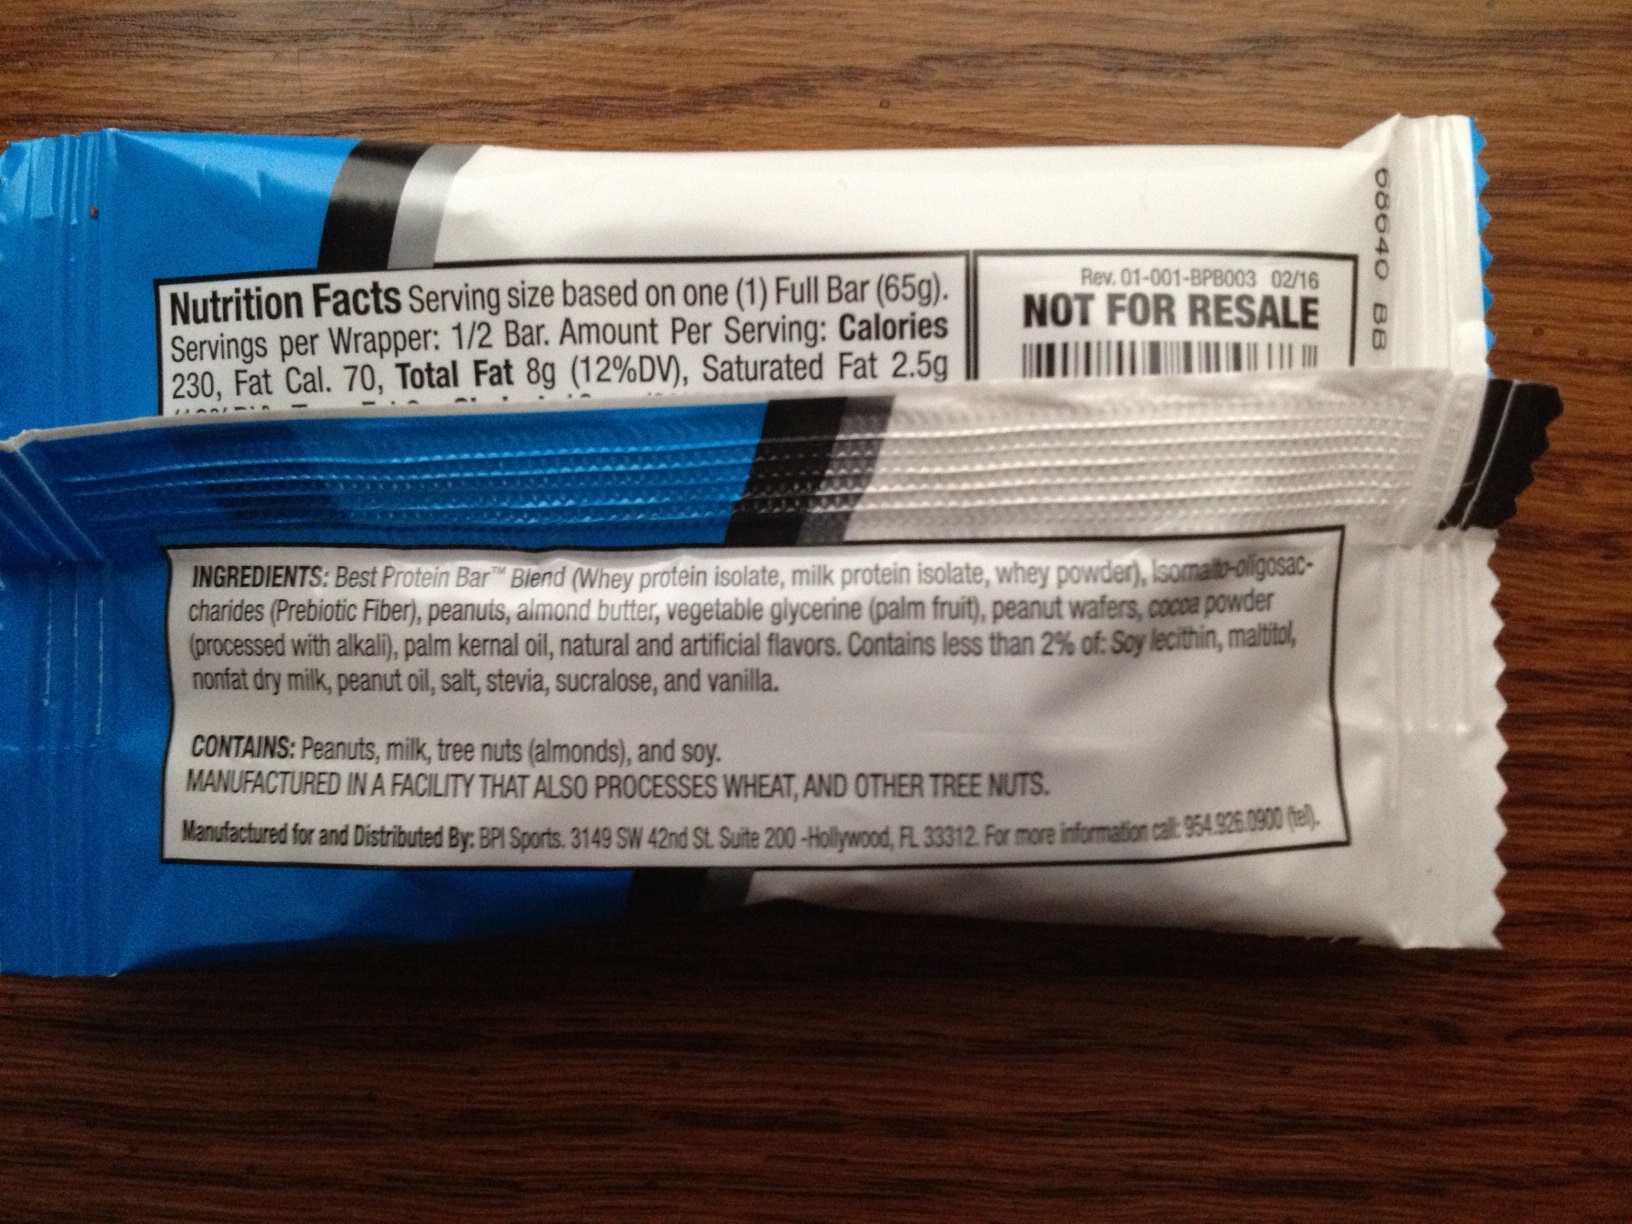 Nutrition Facts Serving size based on one (1) Full Bar (65g).
Servings per Wrapper: 1/2 Bar. Amount Per Serving: Calories
230, Fat Cal. 70, Total Fat 8g (12%DV), Saturated Fat 2.5g
Rev. 01-001-BPB003 02/16
NOT FOR RESALE
68640 BB
INGREDIENTS: Best Protein Bar™ Blend (Whey protein isolate, milk protein isolate, whey powder), Isomalto-oligosac-
charides (Prebiotic Fiber), peanuts, almond butter, vegetable glycerine (palm fruit), peanut wafers, cocoa powder
(processed with alkali), palm kernal oil, natural and artificial flavors. Contains less than 2% of: Soy lecithin, maltitol,
nonfat dry milk, peanut oil, salt, stevia, sucralose, and vanilla.
CONTAINS: Peanuts, milk, tree nuts (almonds), and soy.
MANUFACTURED IN A FACILITY THAT ALSO PROCESSES WHEAT, AND OTHER TREE NUTS.
Manufactured for and Distributed By: BPI Sports. 3149 SW 42nd St. Suite 200 -Hollywood, FL 33312. For more information call: 954.926.0900 (tel).